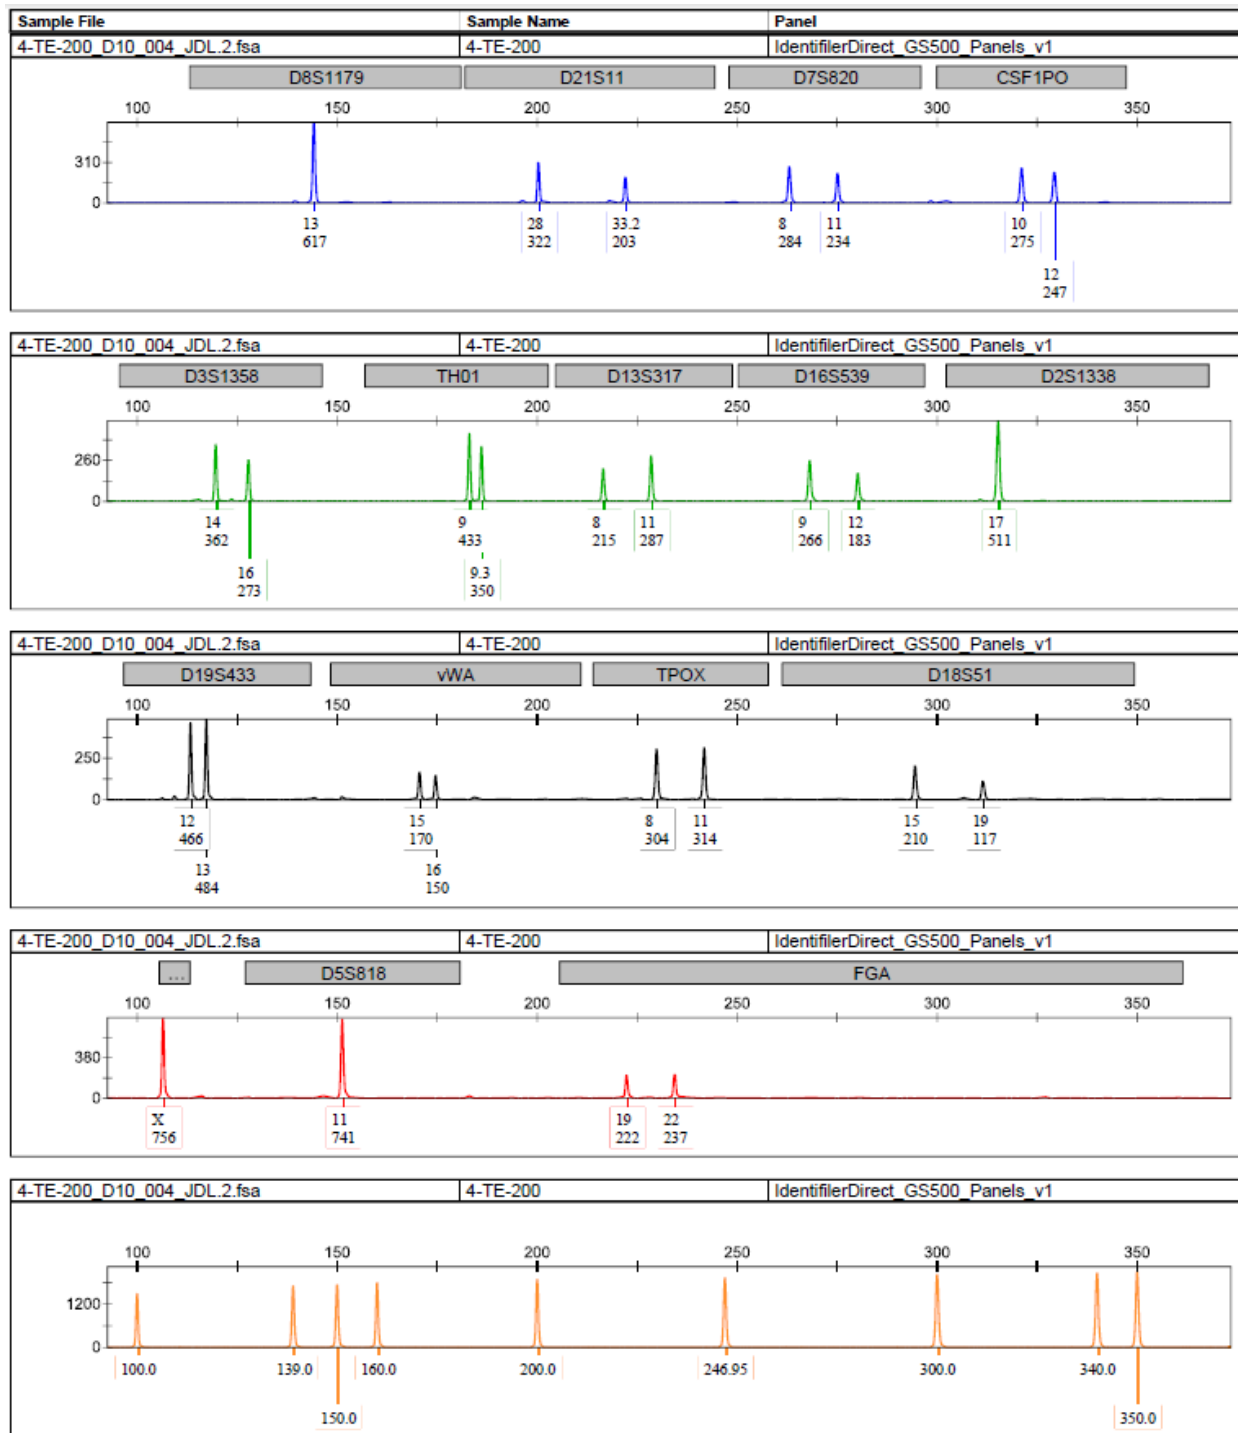 Sample File Sample Name Panel
4-TE-200_D10_004_JDL.2.fsa 4-TE-200 IdentifilerDirect_GS500_Panels_v1
D8S1179 D21S11 D7S820 CSF1PO
100 150 200 250 300 350
310
0
13 28 33.2 8 11 10
617 322 203 284 234 275
12
247
4-TE-200_D10_004_JDL.2.fsa 4-TE-200 IdentifilerDirect_GS500_Panels_v1
D3S1358 TH01 D13S317 D16S539 D2S1338
100 150 200 250 300 350
260
0
14 9 8 11 9 12 17
362 433 215 287 266 183 511
16 9.3
273 350
4-TE-200_D10_004_JDL.2.fsa 4-TE-200 IdentifilerDirect_GS500_Panels_v1
D19S433 vWA TPOX D18S51
100 150 200 250 300 350
250
0
12 15 8 11 15 19
466 170 304 314 210 117
13 16
484 150
4-TE-200_D10_004_JDL.2.fsa 4-TE-200 IdentifilerDirect_GS500_Panels_v1
... D5S818 FGA
100 150 200 250 300 350
380
0
X 11 19 22
756 741 222 237
4-TE-200_D10_004_JDL.2.fsa 4-TE-200 IdentifilerDirect_GS500_Panels_v1
100 150 200 250 300 350
1200
0
100.0 139.0 160.0 200.0 246.95 300.0 340.0
150.0 350.0